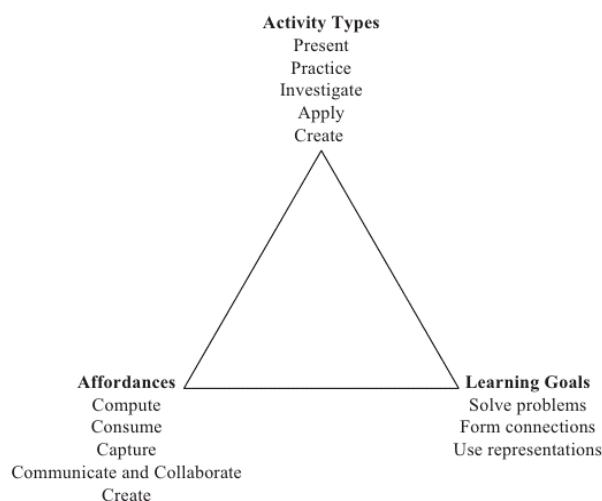 Activity Types
Present
Practice
Investigate
Apply
Create
Affordances
Compute
Consume
Capture
Communicate and Collaborate
Create
Learning Goals
Solve problems
Form connections
Use representations